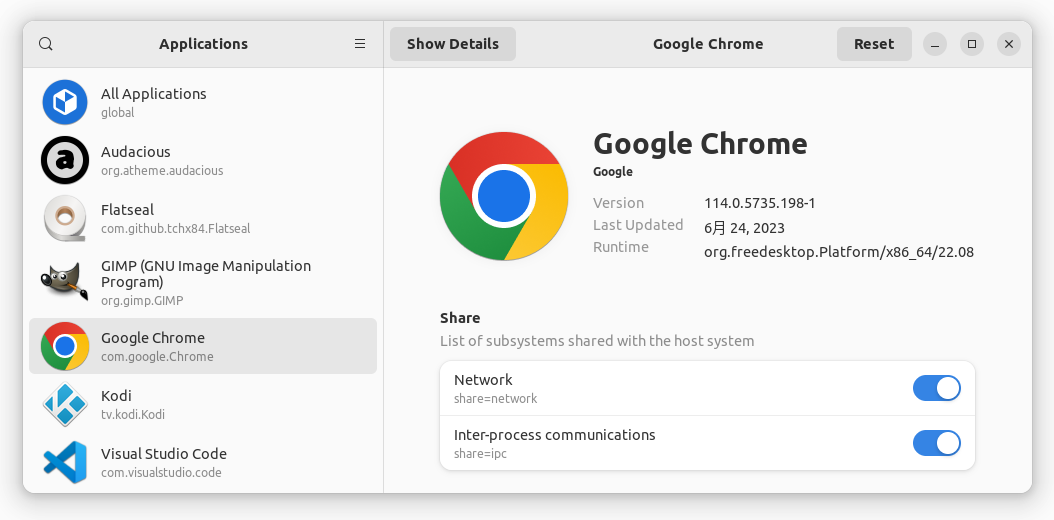 Applications
Show Details
Google Chrome
Reset
All Applications
global
Audacious
org.atheme.audacious
Flatseal
com.github.tchx84.Flatseal
GIMP (GNU Image Manipulation
Program)
org.gimp.GIMP
Google Chrome
com.google.Chrome
Kodi
tv.kodi.Kodi
Visual Studio Code
com.visualstudio.code
Google Chrome
Google
Version 114.0.5735.198-1
Last Updated 6月 24, 2023
Runtime org.freedesktop.Platform/x86_64/22.08
Share
List of subsystems shared with the host system
Network
share=network
Inter-process communications
share=ipc